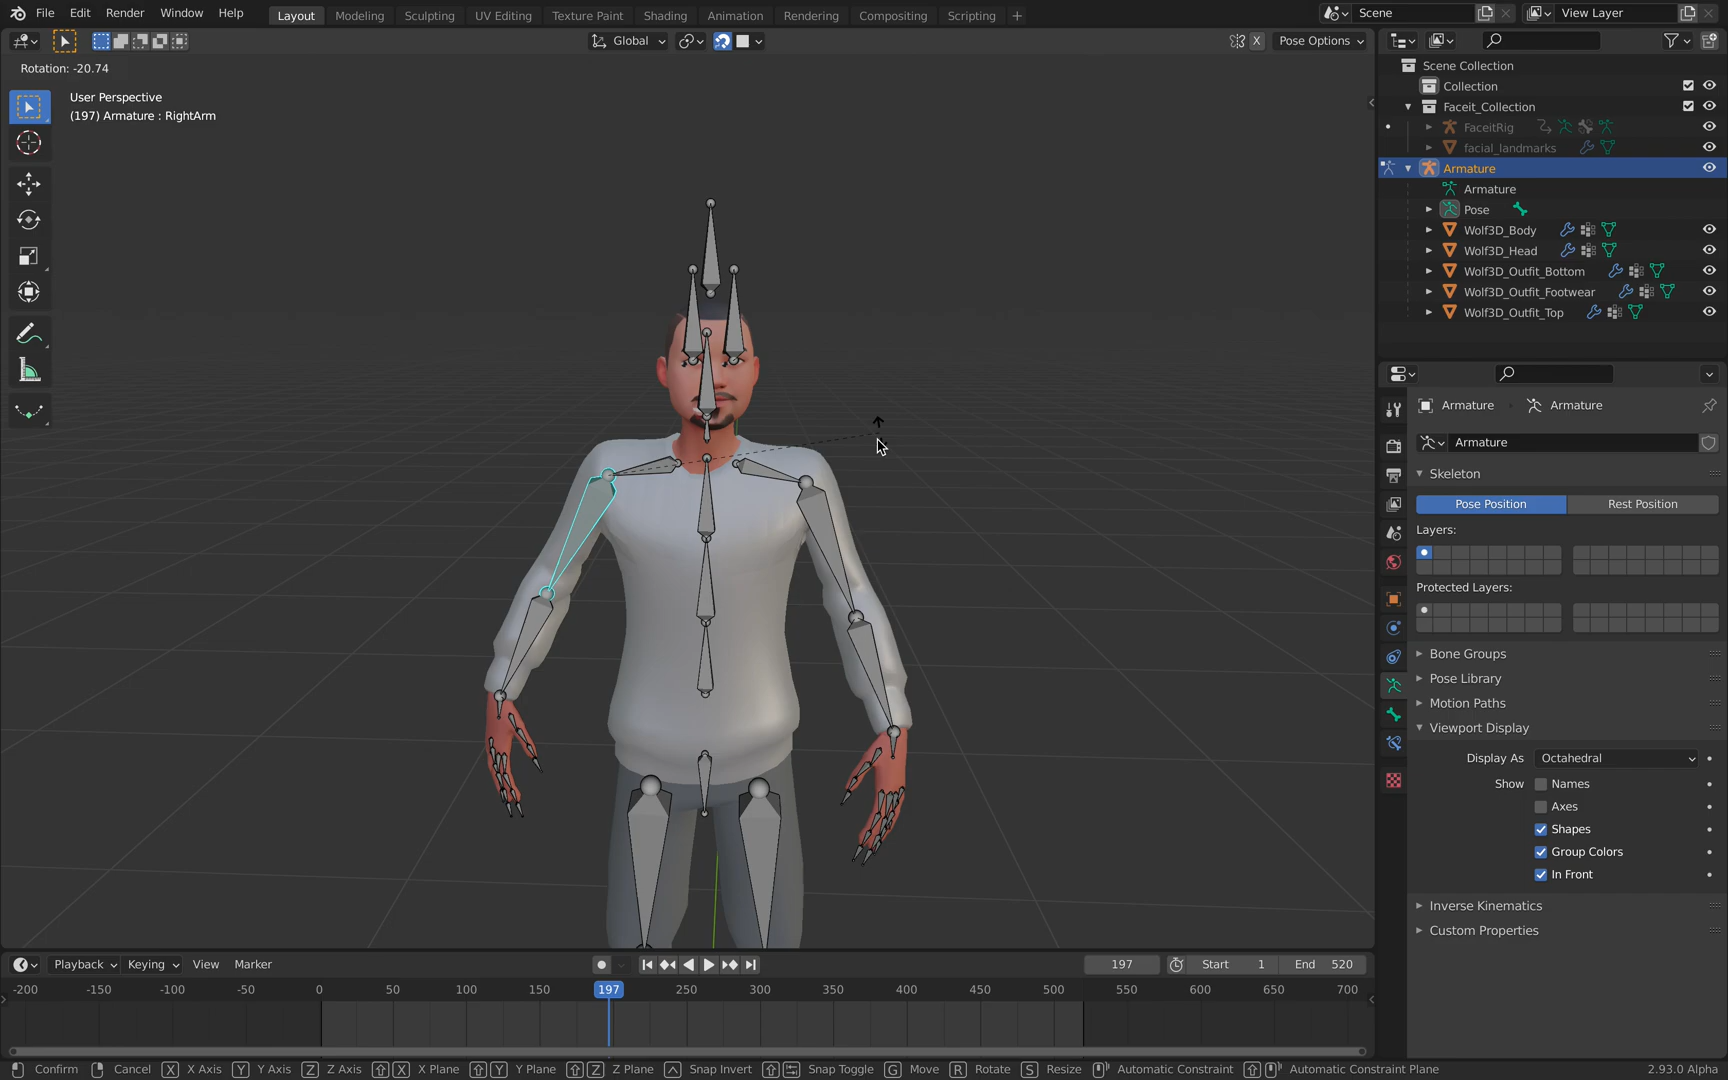 File Edit Render Window Help Layout Modeling Sculpting UV Editing Texture Paint Shading Animation Rendering Compositing Scripting + Scene View Layer
Global X Pose Options
Rotation: -20.74
User Perspective
(197) Armature : RightArm
Scene Collection
Collection
Faceit_Collection
FaceitRig
facial_landmarks
Armature
Armature
Pose
Wolf3D_Body
Wolf3D_Head
Wolf3D_Outfit_Bottom
Wolf3D_Outfit_Footwear
Wolf3D_Outfit_Top
Armature Armature
Armature
Skeleton
Pose Position Rest Position
Layers:
Protected Layers:
Bone Groups
Pose Library
Motion Paths
Viewport Display
Display As Octahedral
Show Names
Axes
Shapes
Group Colors
In Front
Inverse Kinematics
Custom Properties
Playback Keying View Marker 197 Start 1 End 520
-200 -150 -100 -50 0 50 100 150 197 250 300 350 400 450 500 550 600 650 700
Confirm Cancel X X Axis Y Y Axis Z Z Axis X X Plane Y Y Plane Z Z Plane Snap Invert Snap Toggle G Move R Rotate S Resize Automatic Constraint Automatic Constraint Plane 2.93.0 Alpha